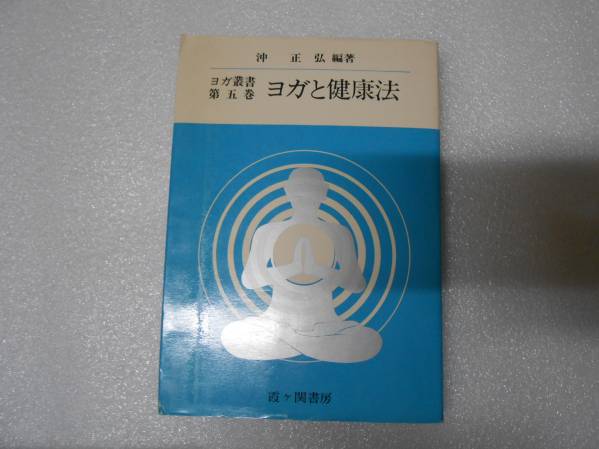 沖 正弘 編著
ヨガ叢書
第五巻
ヨガと健康法
霞ヶ関書房